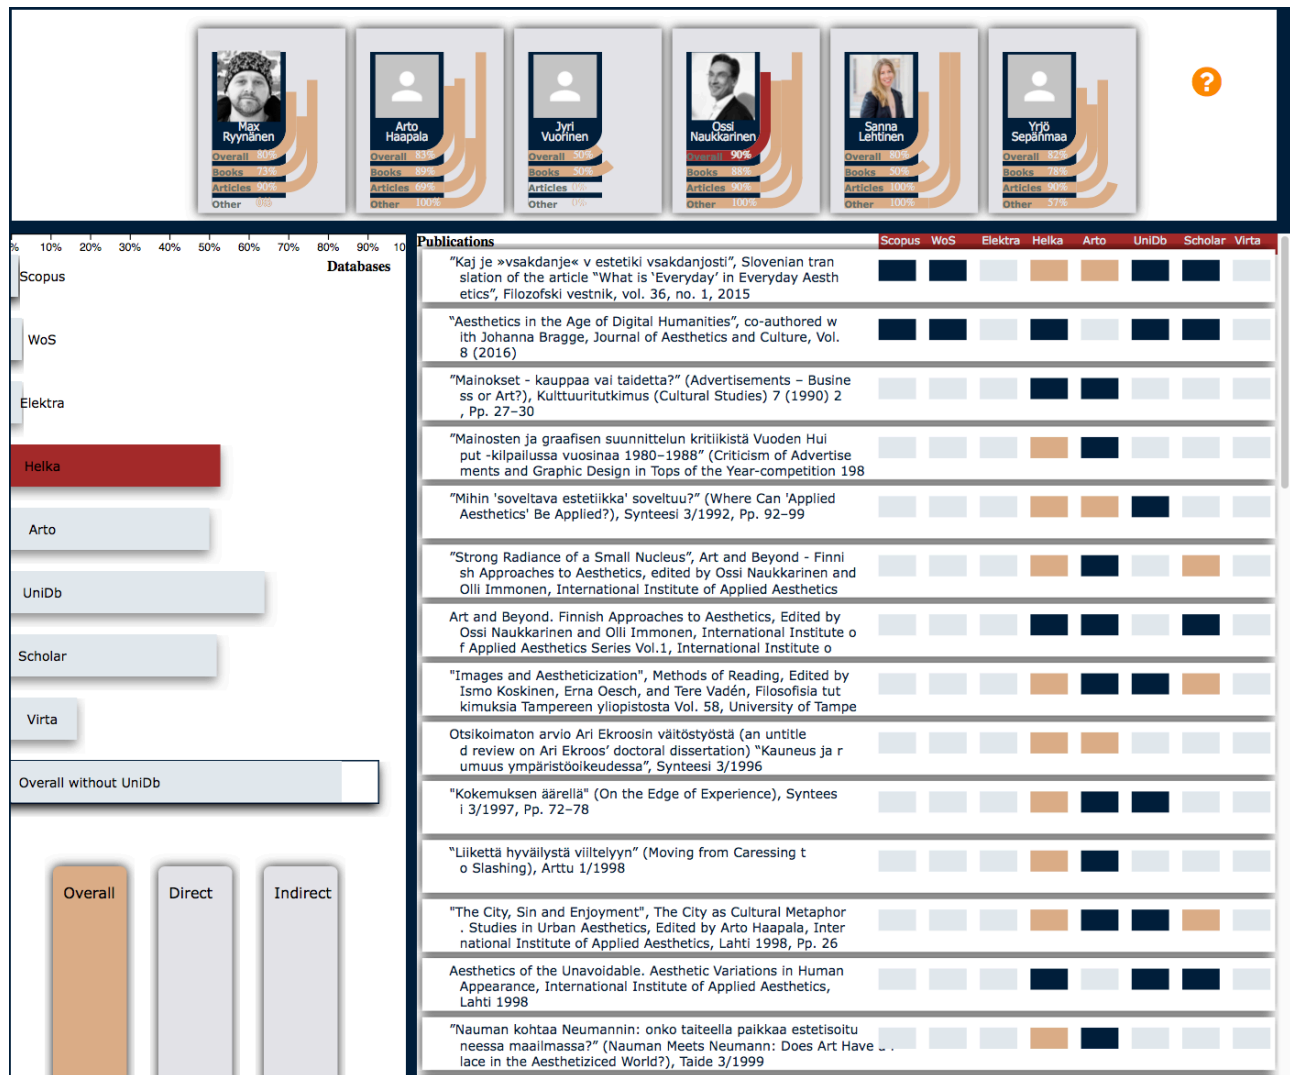 Max
Ryynänen
Overall 80%
Books 73%
Articles 90%
Other 0%
Arto
Haapala
Overall 83%
Books 89%
Articles 69%
Other 100%
Jyri
Vuorinen
Overall 50%
Books 50%
Articles 0%
Other 0%
Ossi
Naukkarinen
Overall 90%
Books 88%
Articles 90%
Other 100%
Sanna
Lehtinen
Overall 80%
Books 50%
Articles 100%
Other 100%
Yrjö
Sepänmaa
Overall 82%
Books 78%
Articles 90%
Other 57%
?
% 10% 20% 30% 40% 50% 60% 70% 80% 90% 10
Databases
Scopus
WoS
Elektra
Helka
Arto
UniDb
Scholar
Virta
Overall without UniDb
Overall Direct Indirect
Publications Scopus WoS Elektra Helka Arto UniDb Scholar Virta
”Kaj je »vsakdanje« v estetiki vsakdanjosti”, Slovenian tran
slation of the article “What is ‘Everyday’ in Everyday Aesth
etics”, Filozofski vestnik, vol. 36, no. 1, 2015
“Aesthetics in the Age of Digital Humanities”, co-authored w
ith Johanna Bragge, Journal of Aesthetics and Culture, Vol.
8 (2016)
”Mainokset - kauppaa vai taidetta?” (Advertisements – Busine
ss or Art?), Kulttuuritutkimus (Cultural Studies) 7 (1990) 2
, Pp. 27–30
”Mainosten ja graafisen suunnittelun kritiikistä Vuoden Hui
put -kilpailussa vuosinaa 1980–1988” (Criticism of Advertise
ments and Graphic Design in Tops of the Year-competition 198
”Mihin 'soveltava estetiikka' soveltuu?” (Where Can 'Applied
Aesthetics' Be Applied?), Synteesi 3/1992, Pp. 92–99
”Strong Radiance of a Small Nucleus”, Art and Beyond - Finni
sh Approaches to Aesthetics, edited by Ossi Naukkarinen and
Olli Immonen, International Institute of Applied Aesthetics
Art and Beyond. Finnish Approaches to Aesthetics, Edited by
Ossi Naukkarinen and Olli Immonen, International Institute o
f Applied Aesthetics Series Vol.1, International Institute o
"Images and Aestheticization", Methods of Reading, Edited by
Ismo Koskinen, Erna Oesch, and Tere Vadén, Filosofisia tut
kimuksia Tampereen yliopistosta Vol. 58, University of Tampe
Otsikoimaton arvio Ari Ekroosin väitöstyöstä (an untitle
d review on Ari Ekroos’ doctoral dissertation) “Kauneus ja r
umuus ympäristöoikeudessa”, Synteesi 3/1996
"Kokemuksen äärellä" (On the Edge of Experience), Syntees
i 3/1997, Pp. 72–78
“Liikettä hyväilystä viiltelyyn” (Moving from Caressing t
o Slashing), Arttu 1/1998
"The City, Sin and Enjoyment", The City as Cultural Metaphor
. Studies in Urban Aesthetics, Edited by Arto Haapala, Inter
national Institute of Applied Aesthetics, Lahti 1998, Pp. 26
Aesthetics of the Unavoidable. Aesthetic Variations in Human
Appearance, International Institute of Applied Aesthetics,
Lahti 1998
”Nauman kohtaa Neumannin: onko taiteella paikkaa estetisoitu
neessa maailmassa?” (Nauman Meets Neumann: Does Art Have
lace in the Aestheticized World?), Taide 3/1999